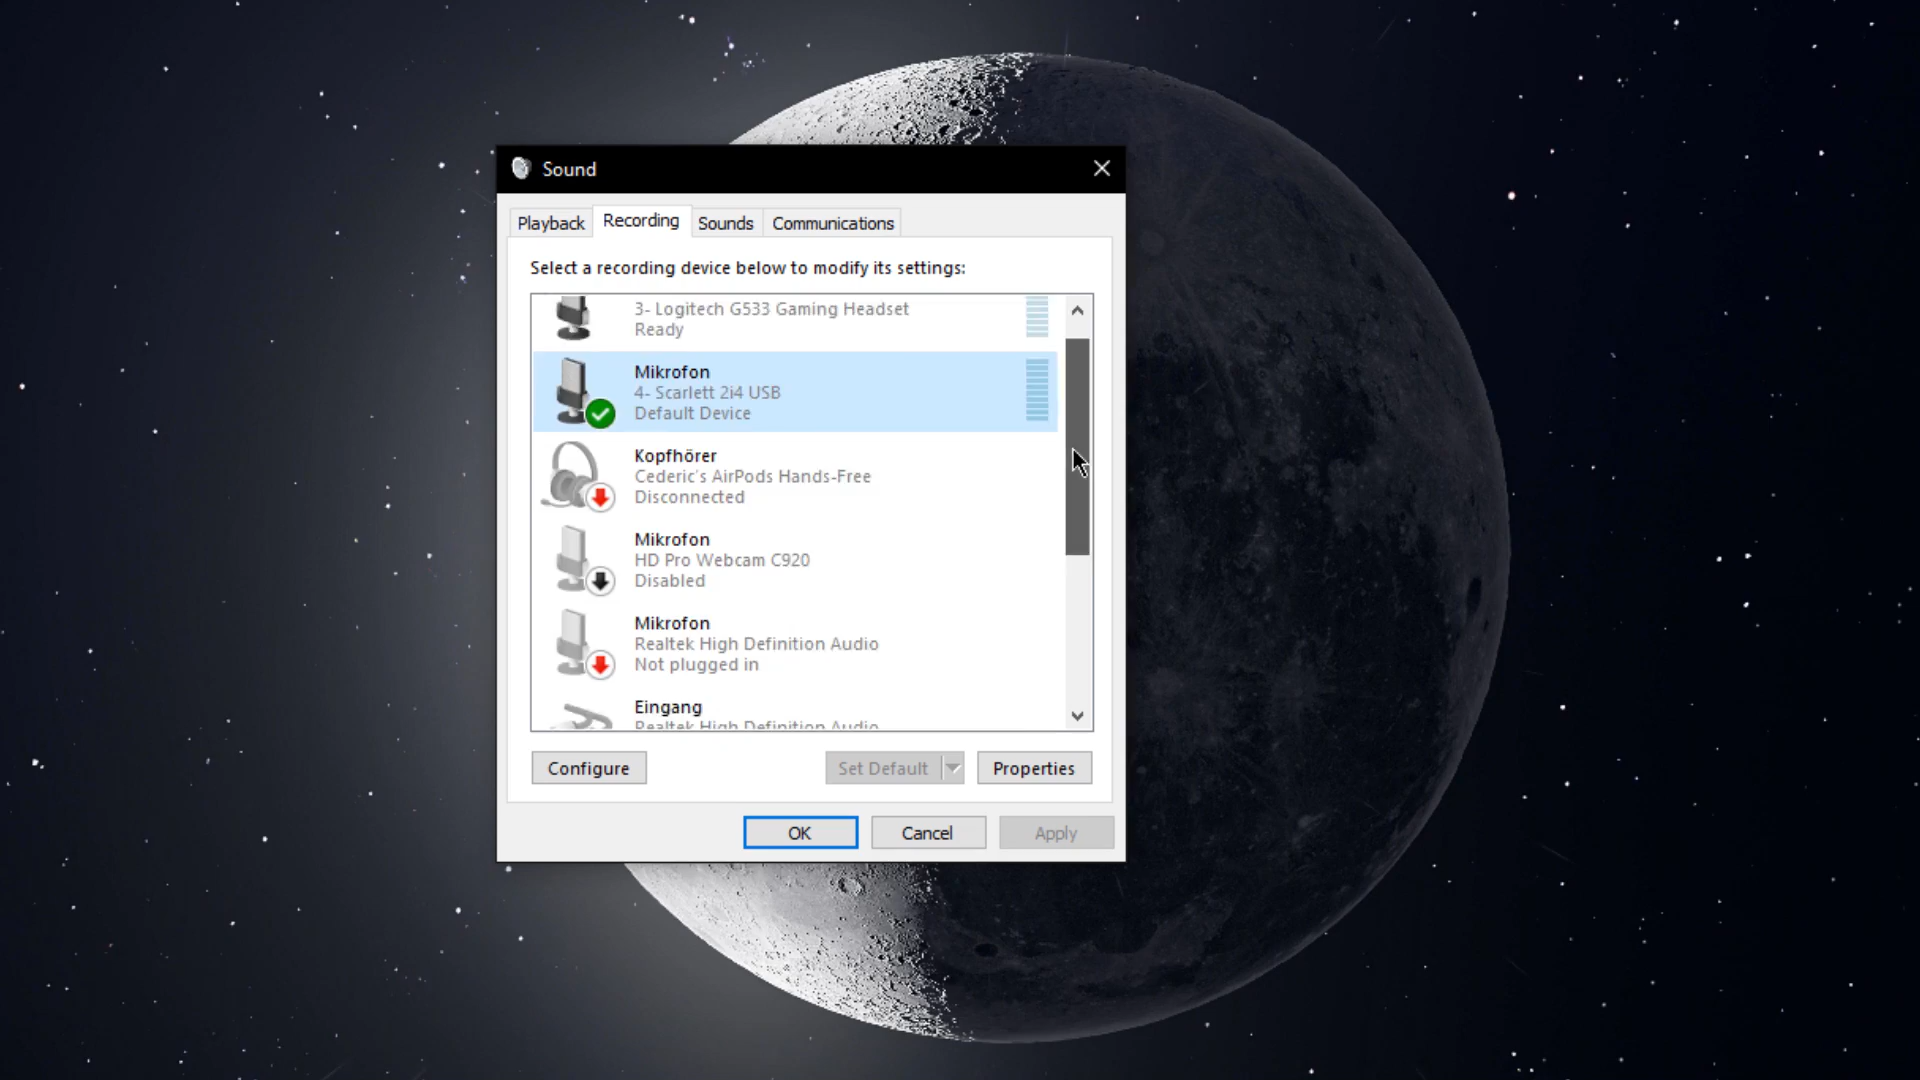 Sound
Playback
Recording
Sounds
Communications
Select a recording device below to modify its settings:
3- Logitech G533 Gaming Headset
Ready
Mikrofon
4- Scarlett 2i4 USB
Default Device
Kopfhörer
Cederic's AirPods Hands-Free
Disconnected
Mikrofon
HD Pro Webcam C920
Disabled
Mikrofon
Realtek High Definition Audio
Not plugged in
Eingang
Realtek High Definition Audio
Configure
Set Default
Properties
OK
Cancel
Apply